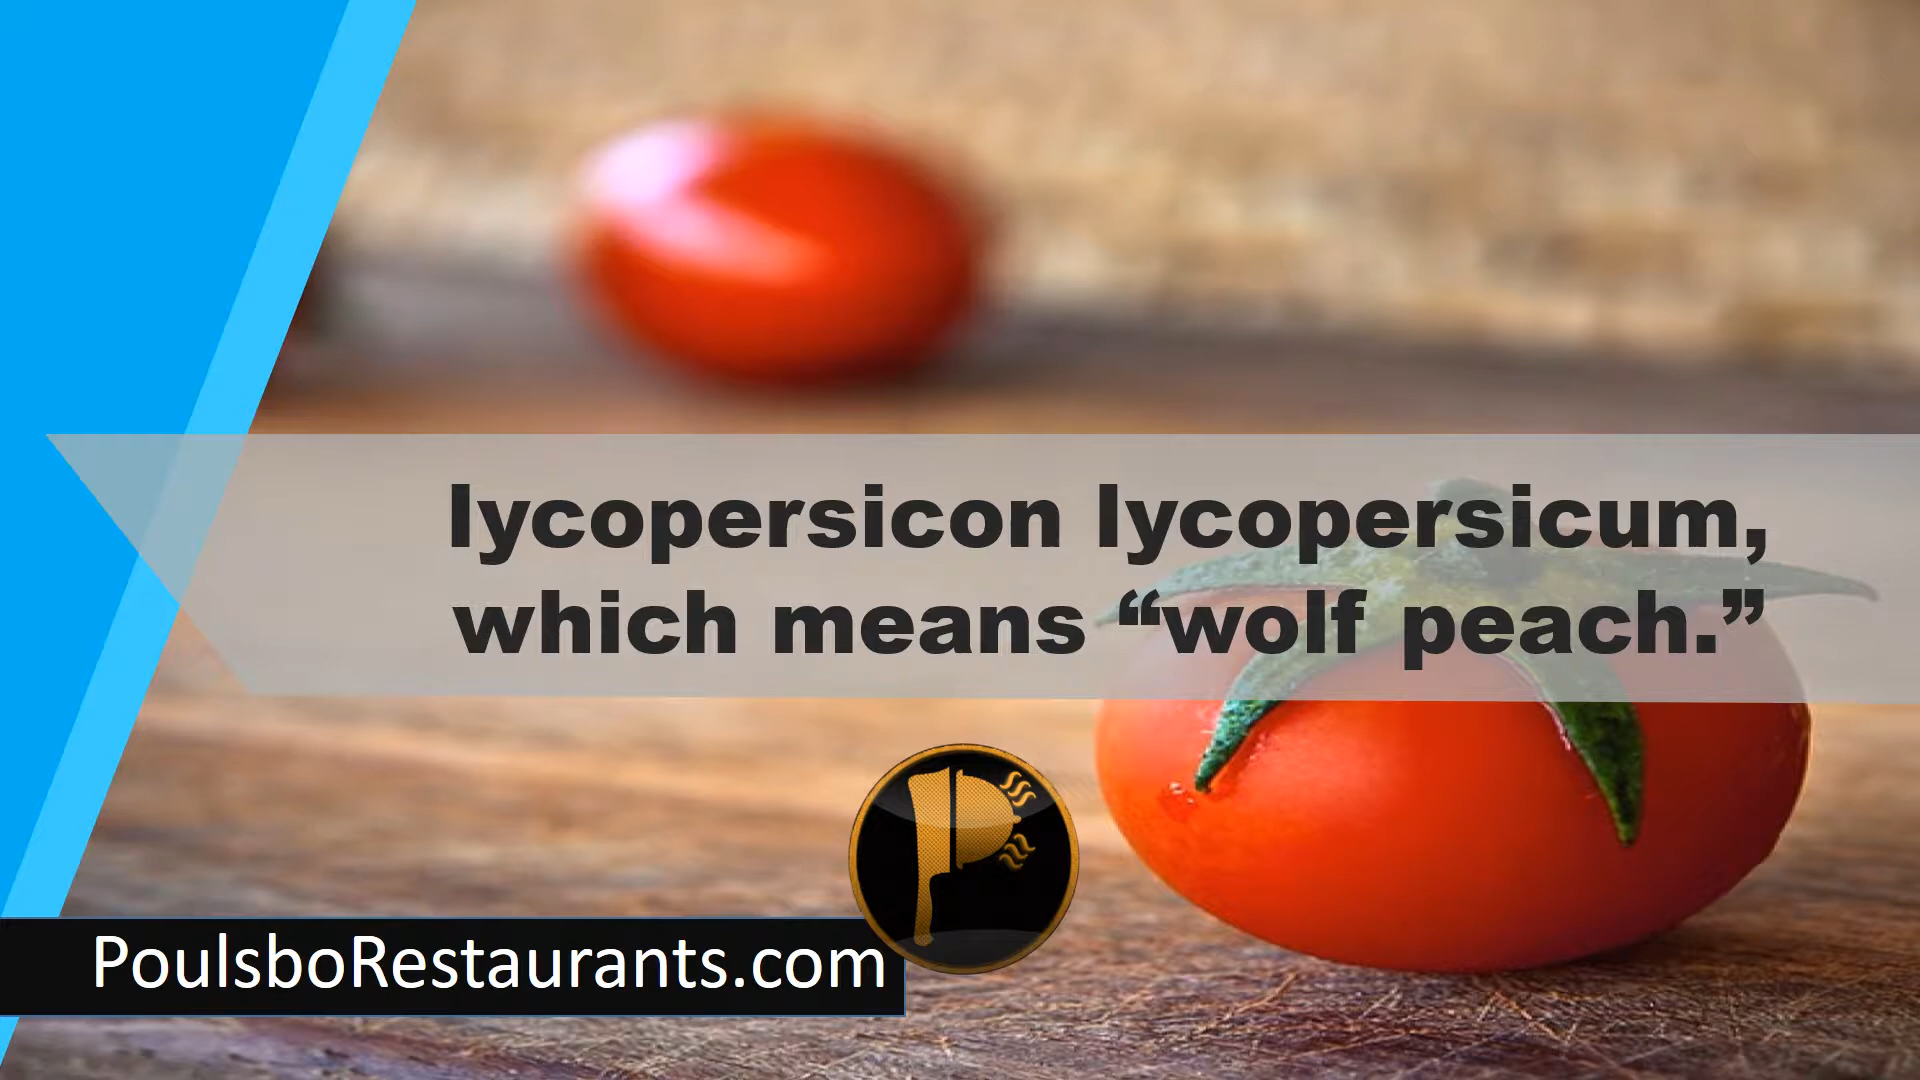 lycopersicon lycopersicum,
which means “wolf peach.”
PoulsboRestaurants.com